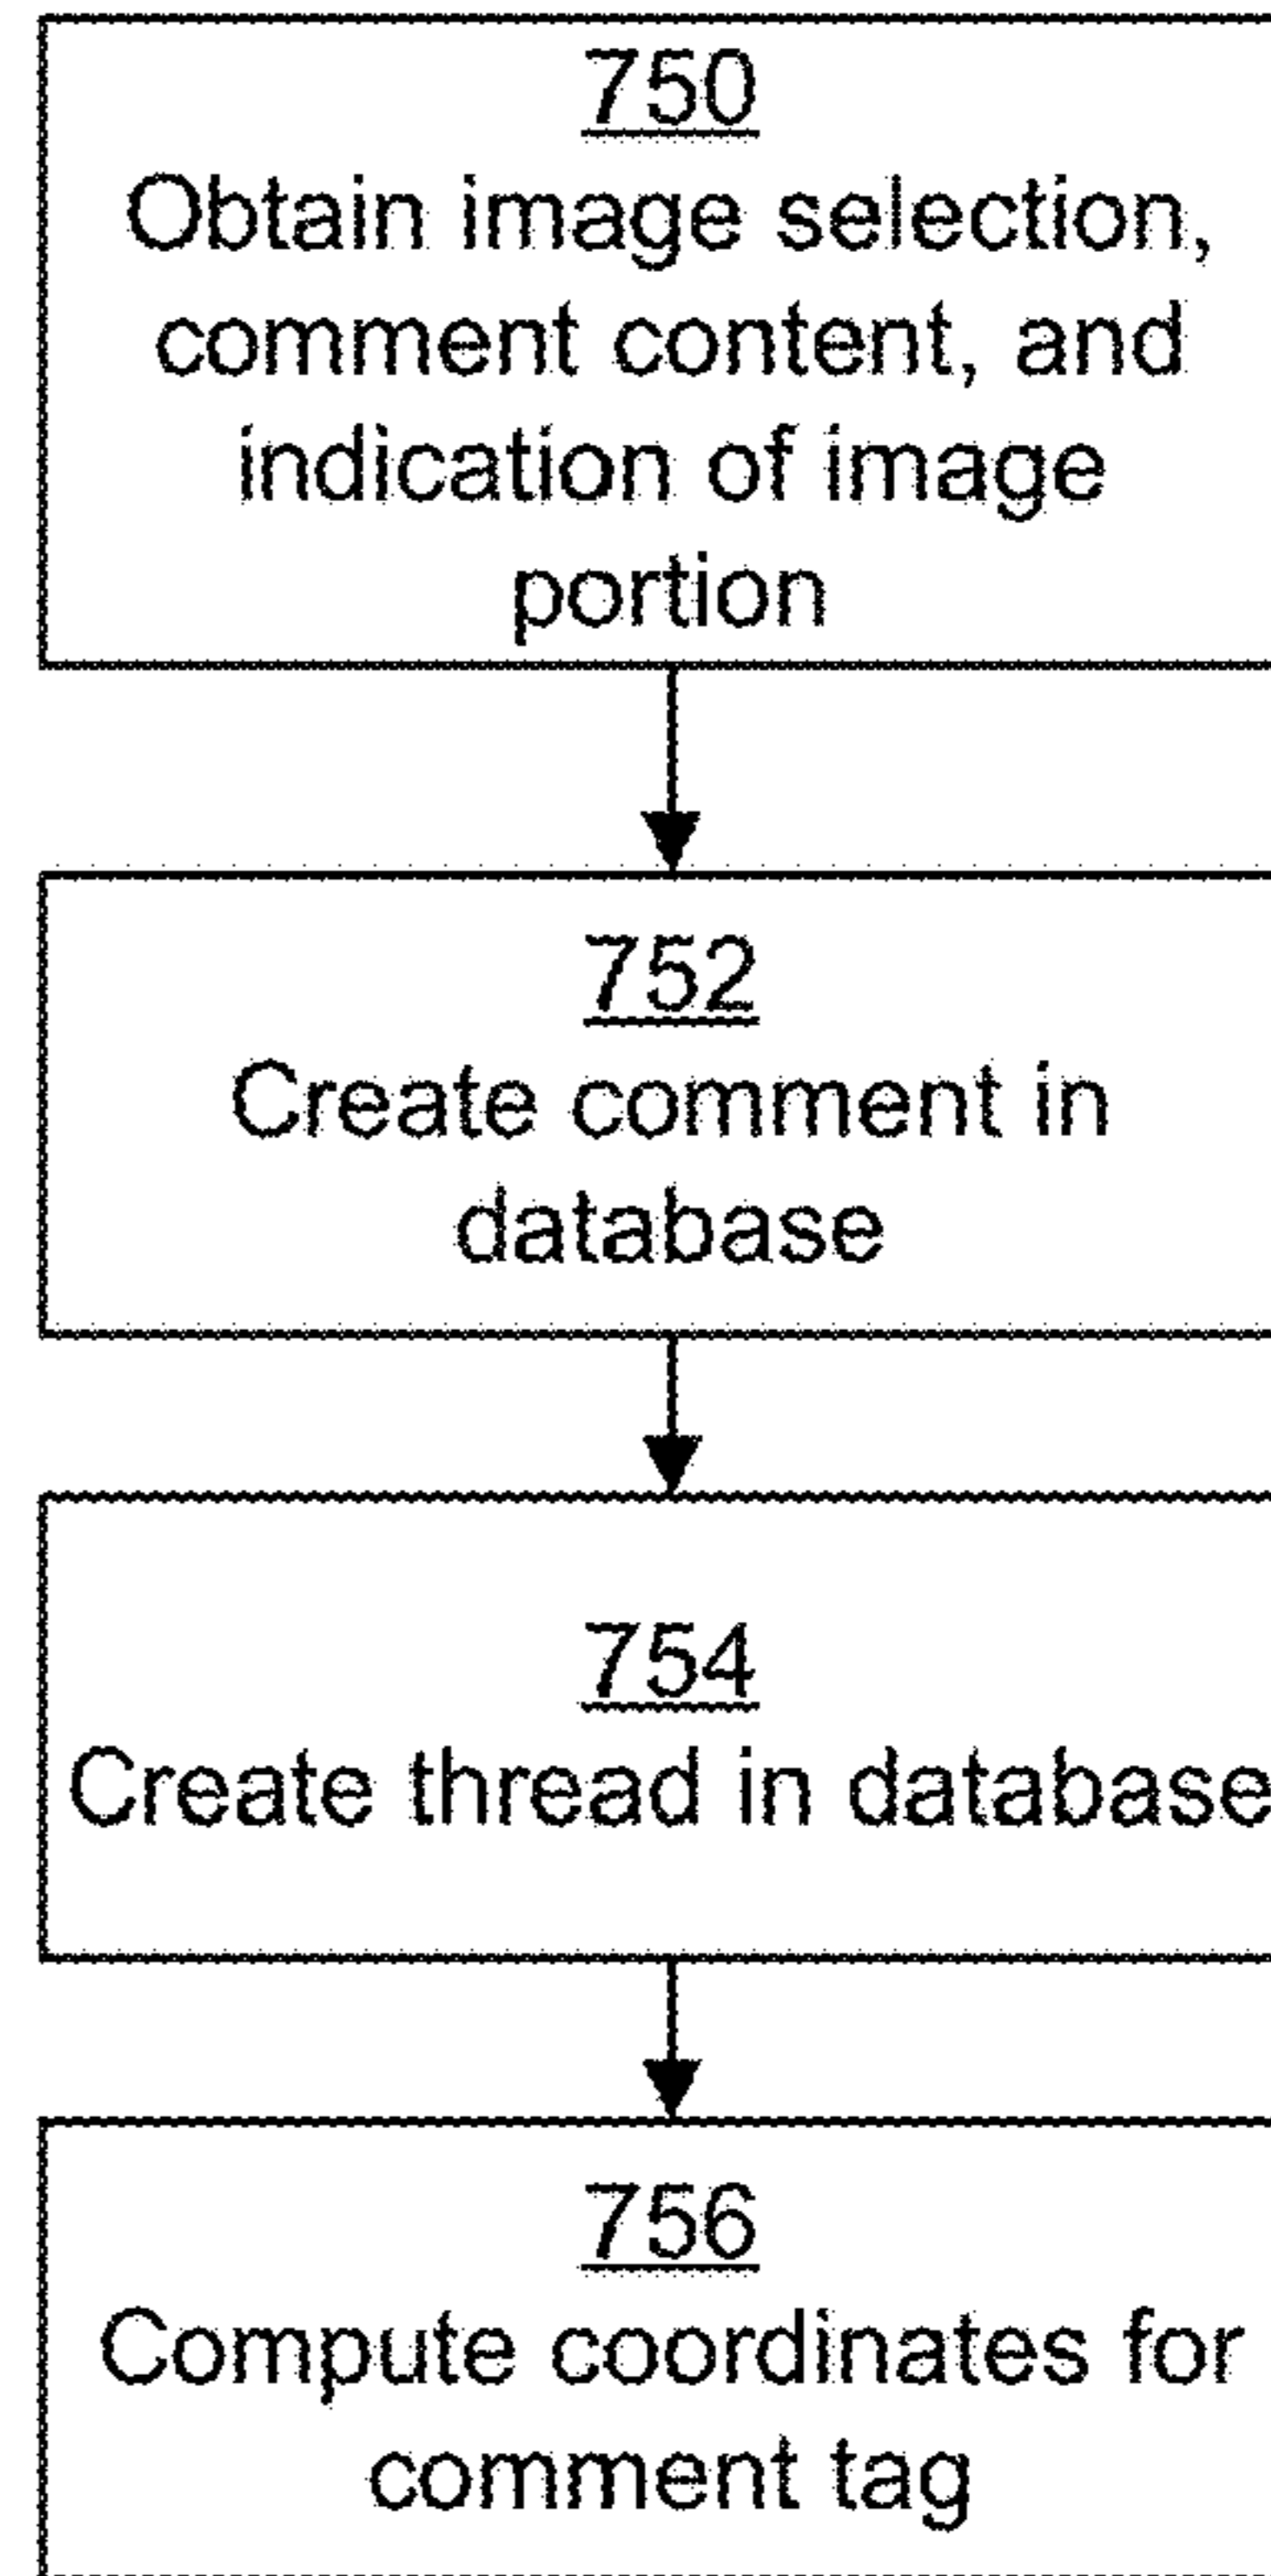 750
Obtain image selection,
comment content, and
indication of image
portion
752
Create comment in
database
754
Create thread in database
756
Compute coordinates for
comment tag